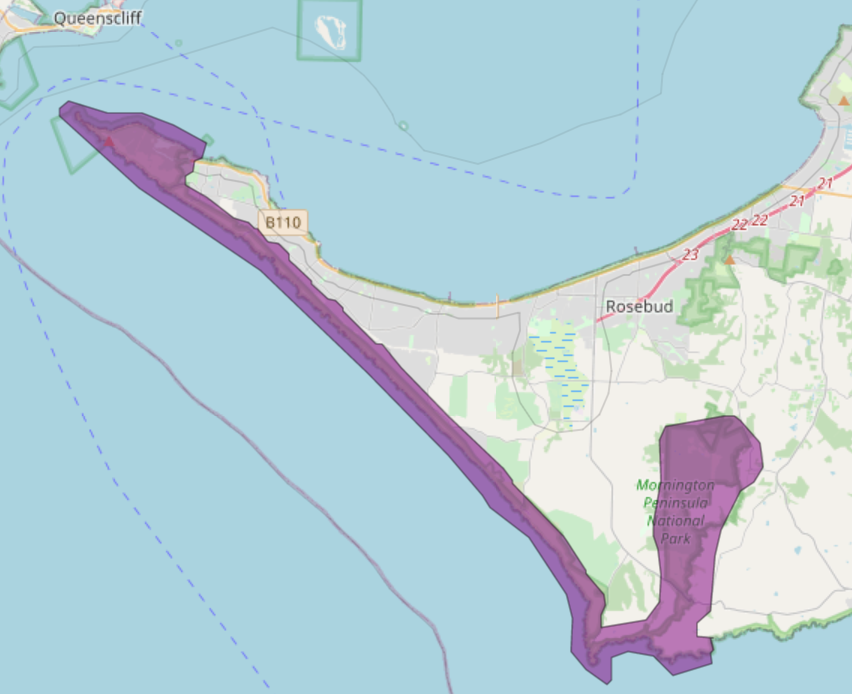 Queenscliff
B110
21
21
22
22
23
Rosebud
Mornington
Peninsula
National
Park